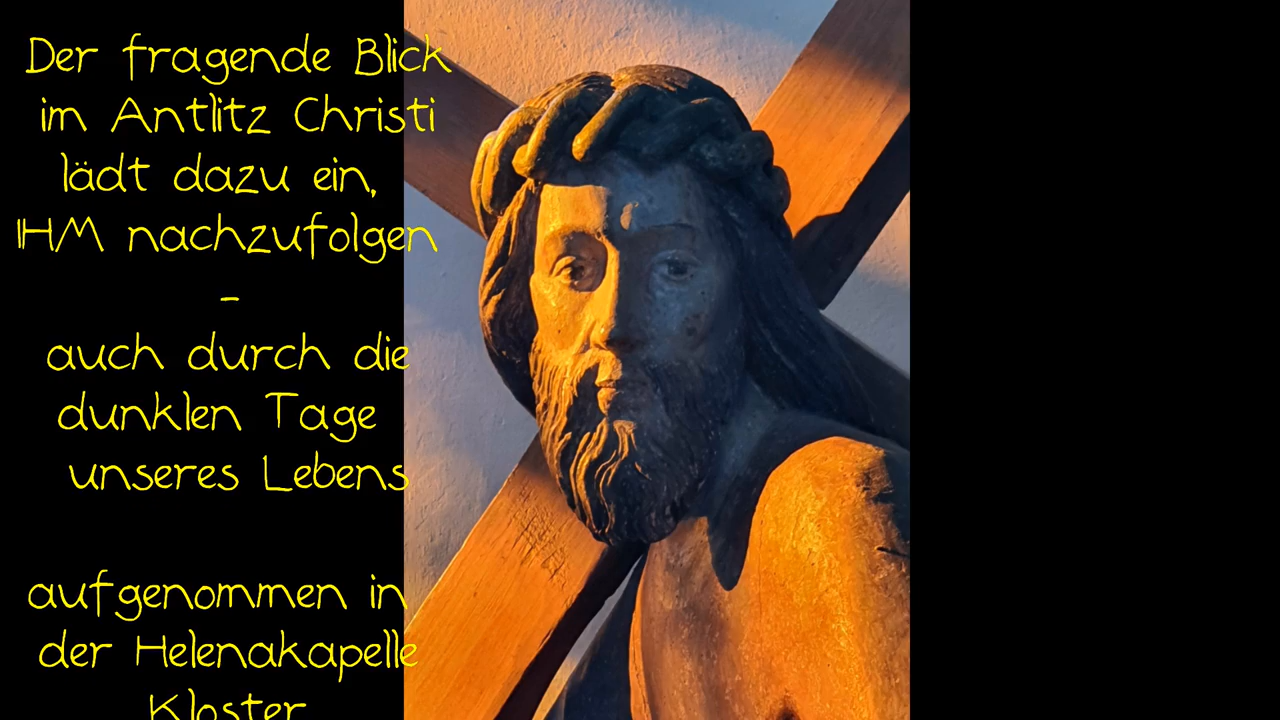 Der fragende Blick
im Antlitz Christi
lädt dazu ein,
IHM nachzufolgen
-
auch durch die
dunklen Tage
unseres Lebens
aufgenommen in
der Helenakapelle
Kloster